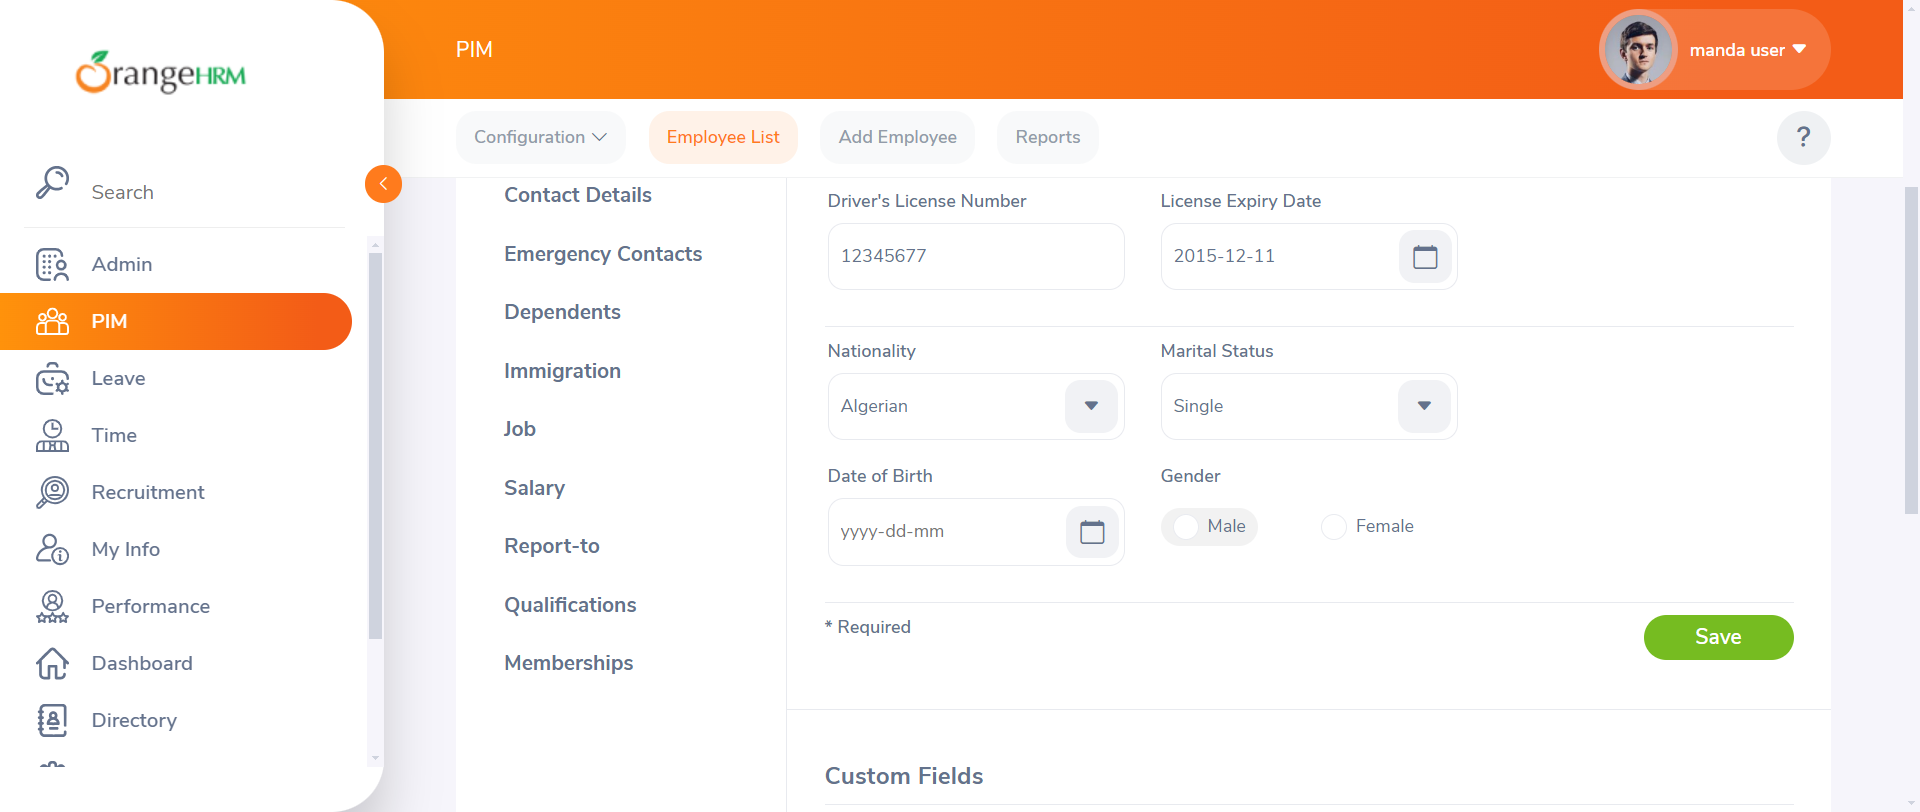 OrangeHRM
PIM
manda user
Configuration
Employee List
Add Employee
Reports
?
Search
Admin
PIM
Leave
Time
Recruitment
My Info
Performance
Dashboard
Directory
Contact Details
Emergency Contacts
Dependents
Immigration
Job
Salary
Report-to
Qualifications
Memberships
Driver's License Number
License Expiry Date
12345677
2015-12-11
Nationality
Marital Status
Algerian
Single
Date of Birth
Gender
yyyy-dd-mm
Male
Female
* Required
Save
Custom Fields